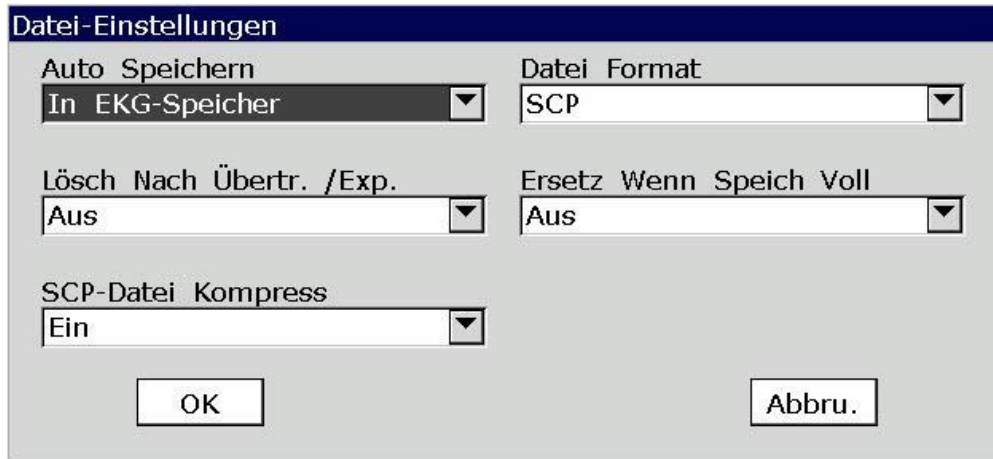 Datei-Einstellungen
Auto Speichern
Datei Format
In EKG-Speicher
SCP
Lösch Nach Übertr. /Exp.
Ersetz Wenn Speich Voll
Aus
Aus
SCP-Datei Kompress
Ein
OK
Abbru.